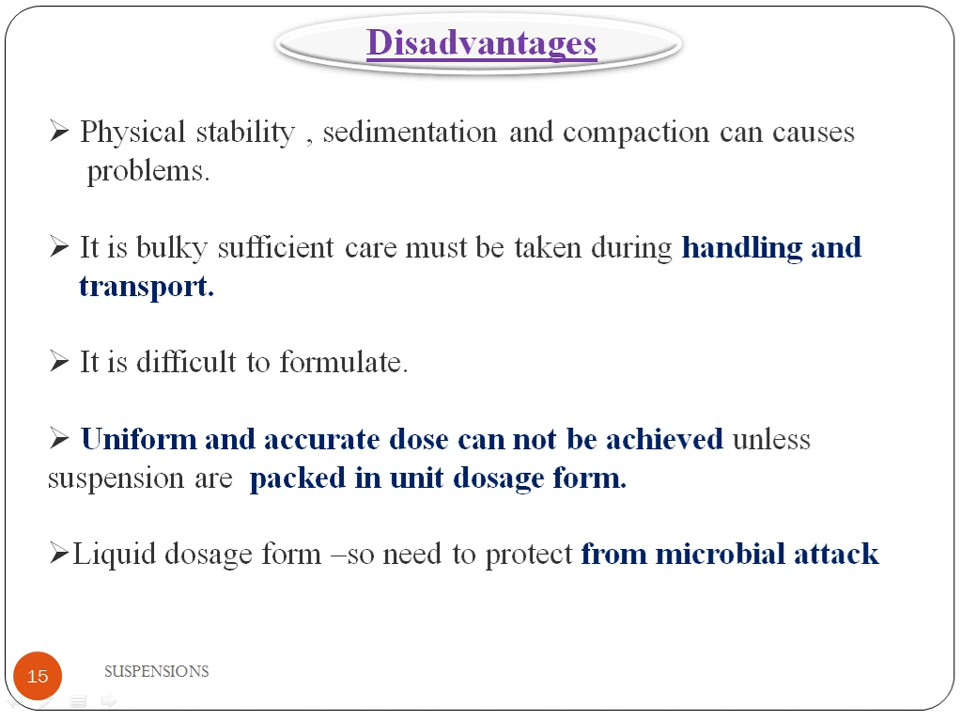 Disadvantages
➢ Physical stability , sedimentation and compaction can causes
problems.
➢ It is bulky sufficient care must be taken during handling and
transport.
➢ It is difficult to formulate.
➢ Uniform and accurate dose can not be achieved unless
suspension are packed in unit dosage form.
➢Liquid dosage form –so need to protect from microbial attack
15 SUSPENSIONS